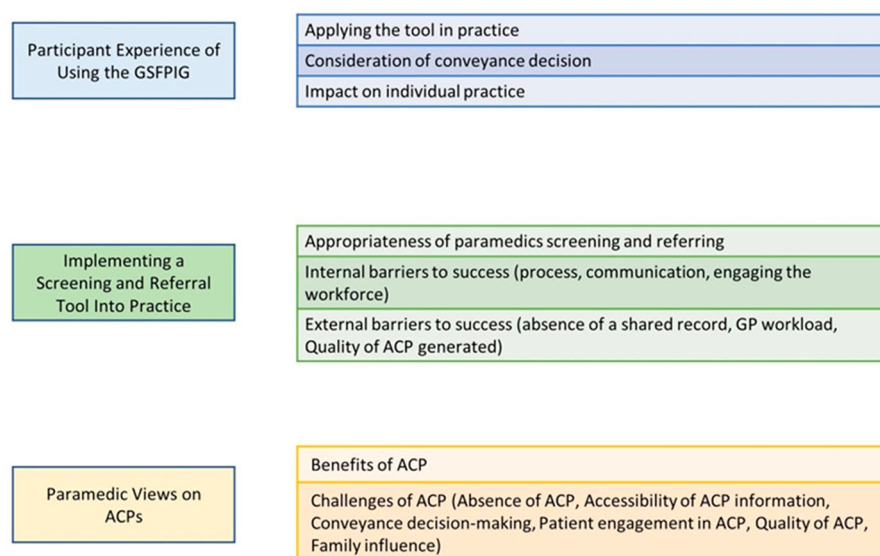 Participant Experience of
Using the GSFPIG
Applying the tool in practice
Consideration of conveyance decision
Impact on individual practice
Implementing a
Screening and Referral
Tool Into Practice
Appropriateness of paramedics screening and referring
Internal barriers to success (process, communication, engaging the
workforce)
External barriers to success (absence of a shared record, GP workload,
Quality of ACP generated)
Paramedic Views on
ACPs
Benefits of ACP
Challenges of ACP (Absence of ACP, Accessibility of ACP information,
Conveyance decision-making, Patient engagement in ACP, Quality of ACP,
Family influence)